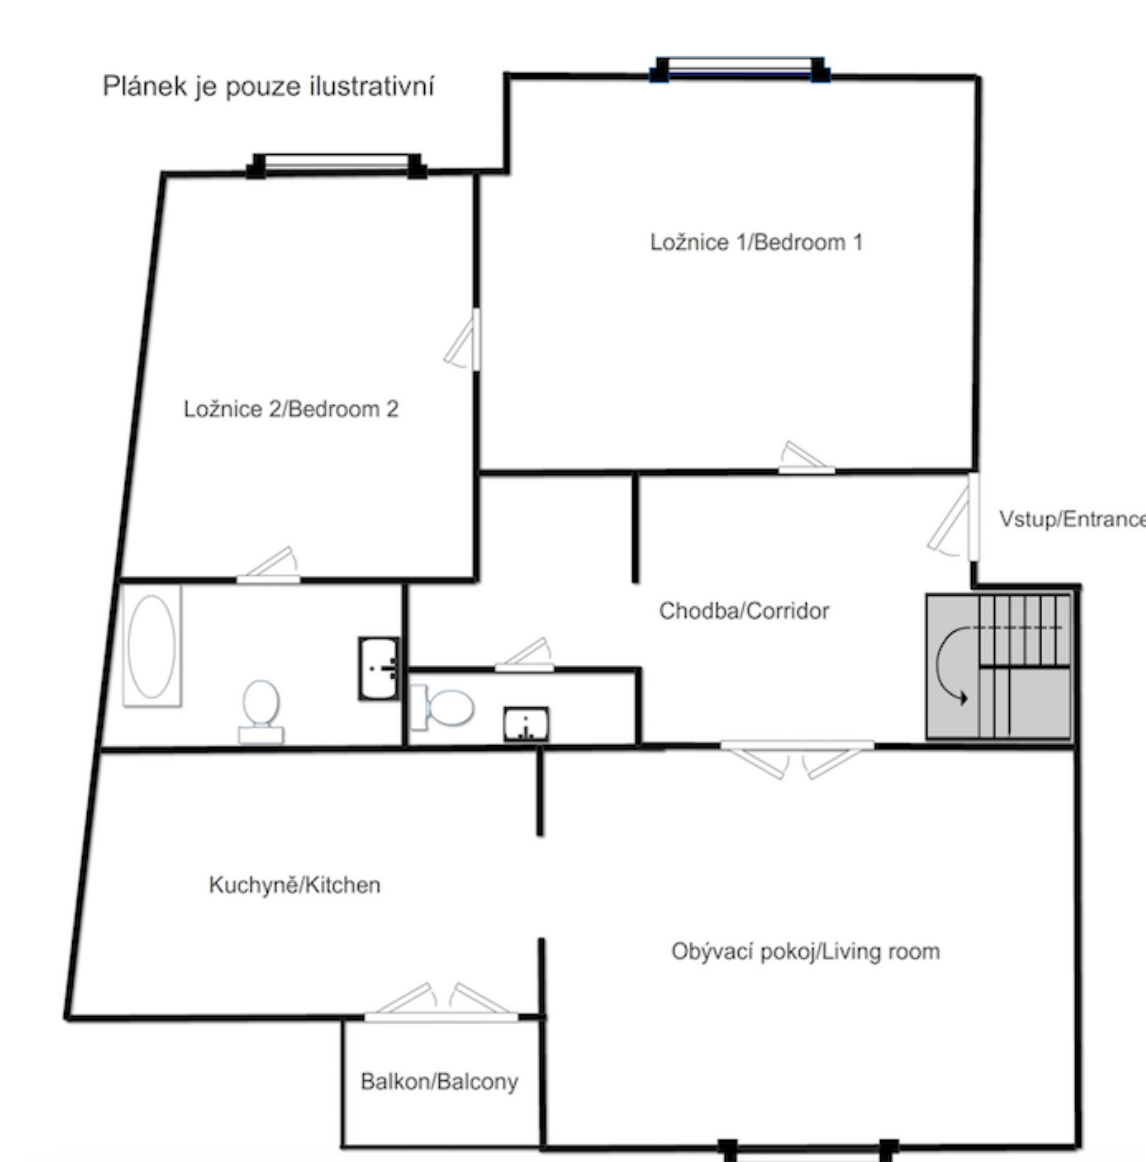 Plánek je pouze ilustrativní
Ložnice 1/Bedroom 1
Ložnice 2/Bedroom 2
Vstup/Entrance
Chodba/Corridor
Kuchyně/Kitchen
Obývací pokoj/Living room
Balkon/Balcony